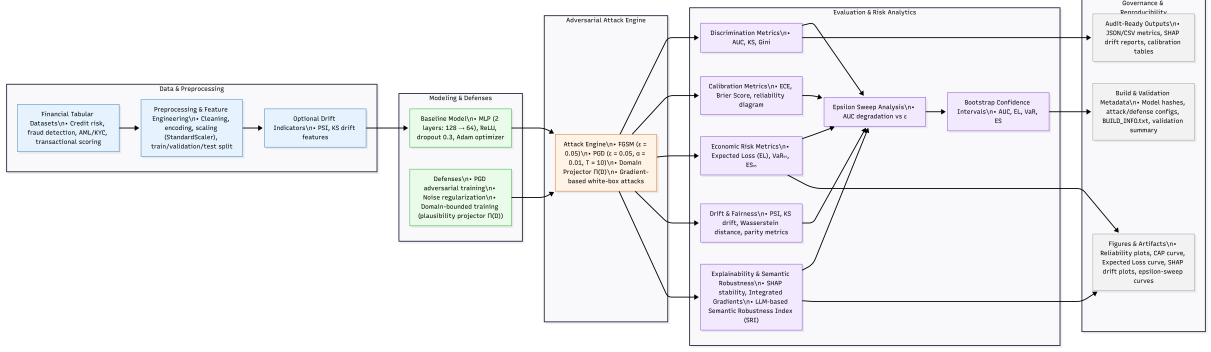 Data & Preprocessing
Financial Tabular
Datasets\n•
Credit risk,
fraud detection, AML/KYC,
transactional scoring
Preprocessing & Feature
Engineering\n• Cleaning,
encoding, scaling
(StandardScaler),
train/validation/test split
Optional Drift
Indicators\n• PSI, KS drift
features
Modeling & Defenses
Baseline Model\n• MLP (2
layers: 128 → 64), ReLU,
dropout 0.3, Adam optimizer
Defenses\n• PGD
adversarial training\n•
Noise regularization\n•
Domain-bounded training
(plausibility projector Π(D))
Adversarial Attack Engine
Attack Engine\n• FGSM (ε =
0.05)\n• PGD (ε = 0.05, α =
0.01, T = 10)\n• Domain
Projector Π(D)\n• Gradient-
based white-box attacks
Evaluation & Risk Analytics
Discrimination Metrics\n•
AUC, KS, Gini
Calibration Metrics\n• ECE,
Brier Score, reliability
diagram
Economic Risk Metrics\n•
Expected Loss (EL),
Drift & Fairness\n• PSI, KS
drift, Wasserstein
distance, parity metrics
Explainability & Semantic
Robustness\n• SHAP
stability, Integrated
Gradients\n• LLM-based
Semantic Robustness Index
(SRI)
Epsilon Sweep Analysis\n•
AUC degradation vs ε
Bootstrap Confidence
Intervals\n• AUC, EL, VaR,
ES
Governance &
Reproducibility
Audit-Ready Outputs\n•
JSON/CSV metrics, SHAP
drift reports, calibration
tables
Build & Validation
Metadata\n• Model hashes,
attack/defense configs,
BUILD_INFO.txt, validation
summary
Figures & Artifacts\n•
Reliability plots, CAP curve,
Expected Loss curve, SHAP
drift plots, epsilon-sweep
curves